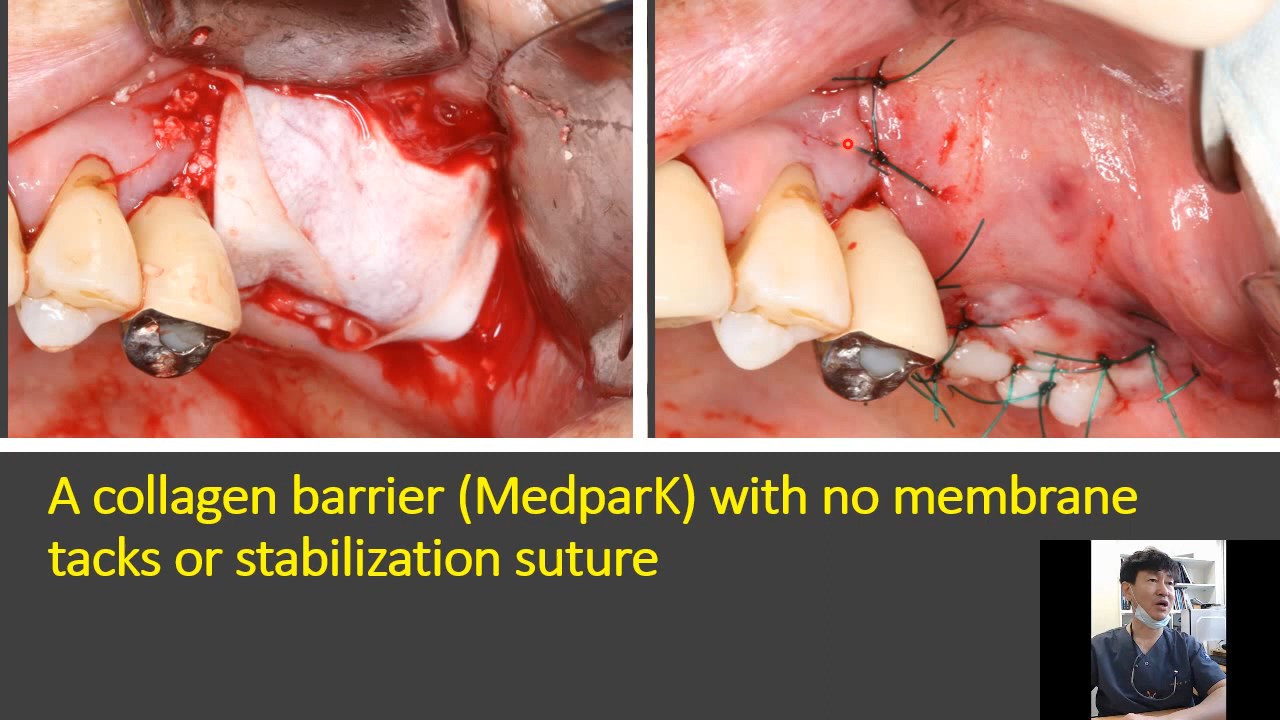 A collagen barrier (MedparK) with no membrane
tacks or stabilization suture